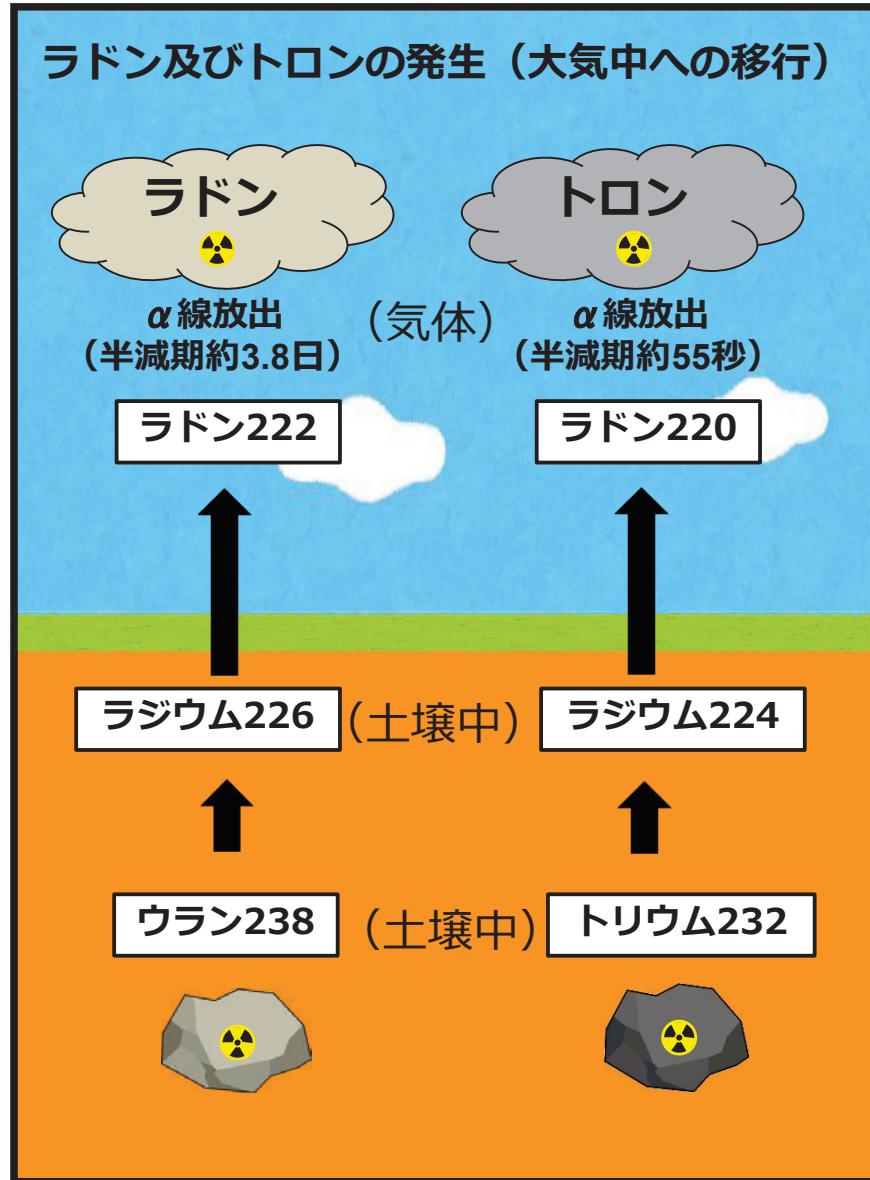 ラドン及びトロンの発生（大気中への移行）
ラドン
トロン
α線放出
（半減期約3.8日）
（気体）
α線放出
（半減期約55秒）
ラドン222
ラドン220
ラジウム226
（土壌中）
ラジウム224
ウラン238
（土壌中）
トリウム232